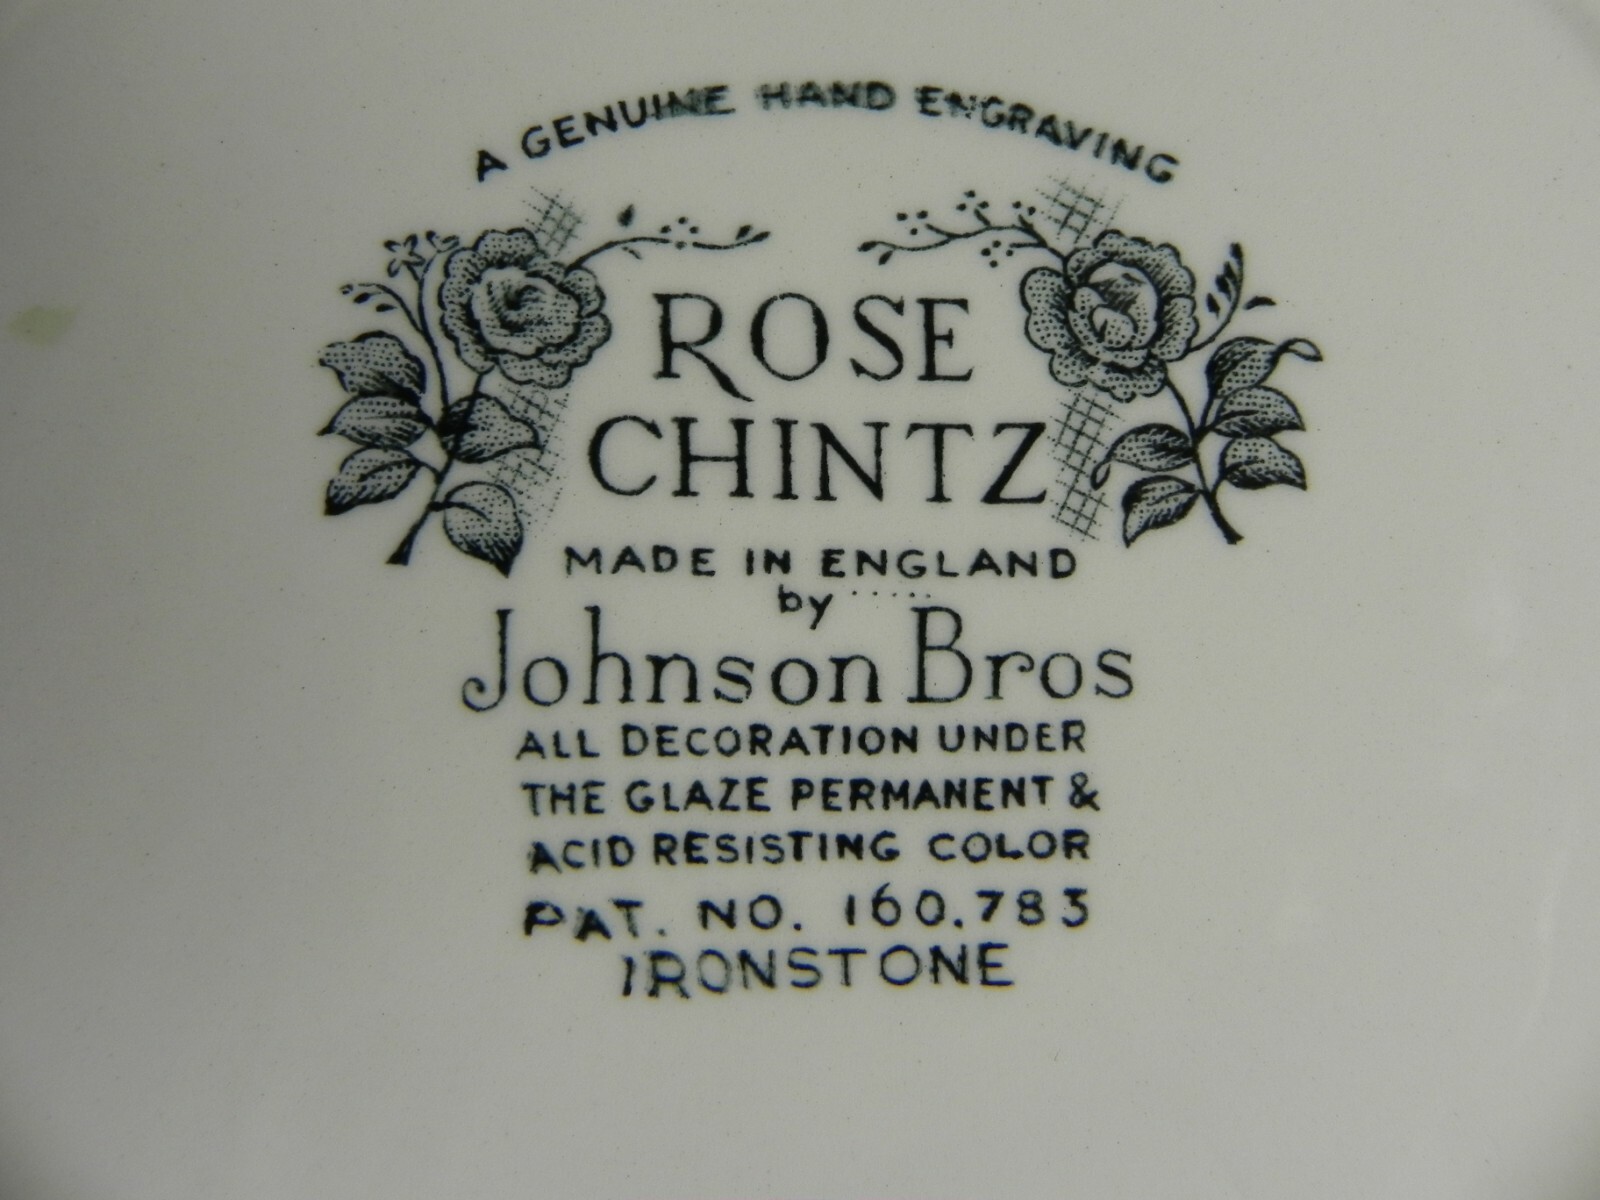 A GENUINE HAND ENGRAVING
ROSE
CHINTZ
MADE IN ENGLAND
by
Johnson Bros
ALL DECORATION UNDER
THE GLAZE PERMANENT &
ACID RESISTING COLOR
PAT. NO. 160.783
IRONSTONE